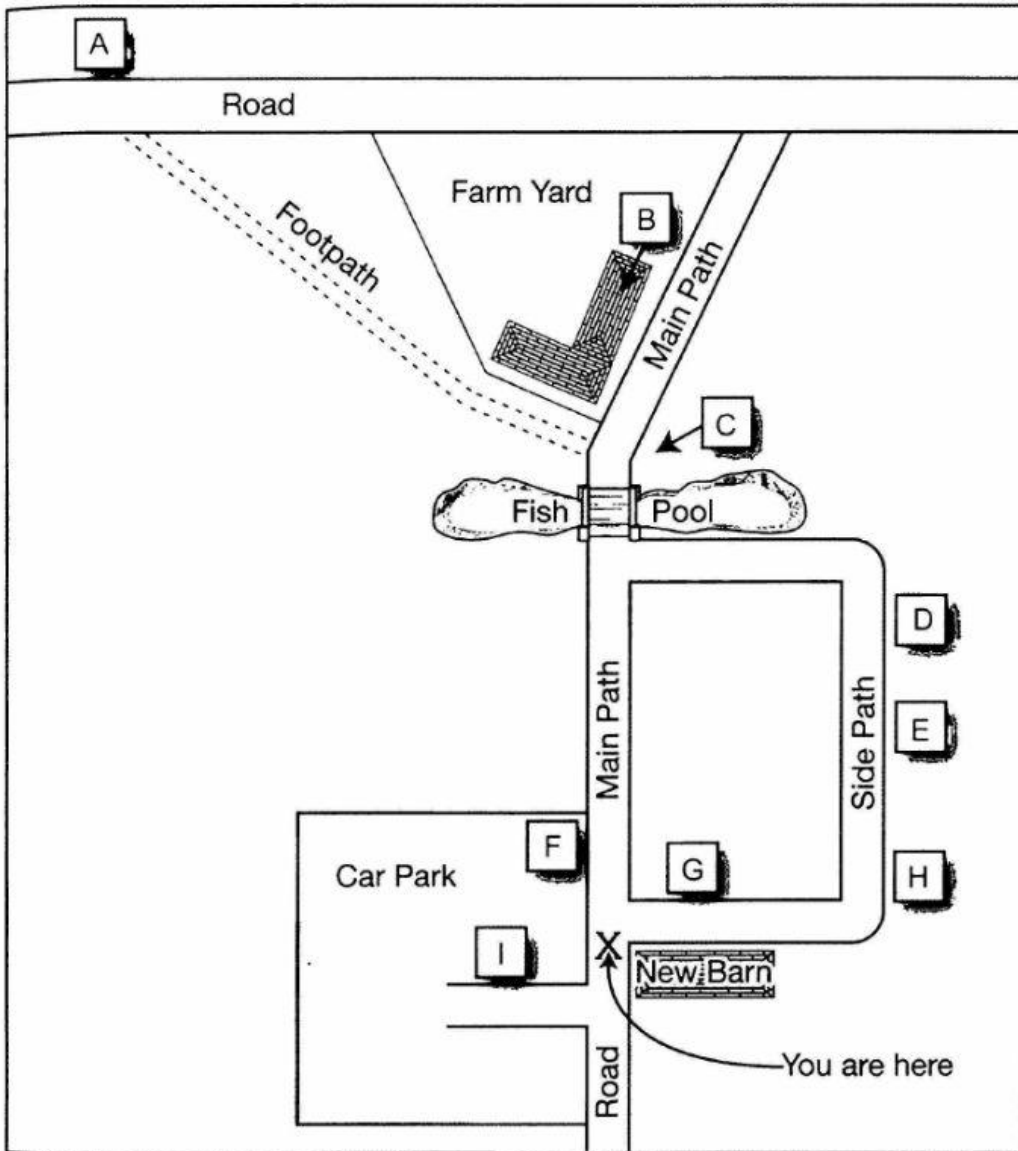 A
Road
Farm Yard
B
Footpath
Main Path
C
Fish Pool
D
Main Path
Side Path
E
F
G
H
Car Park
I
X
New Barn
You are here
Road